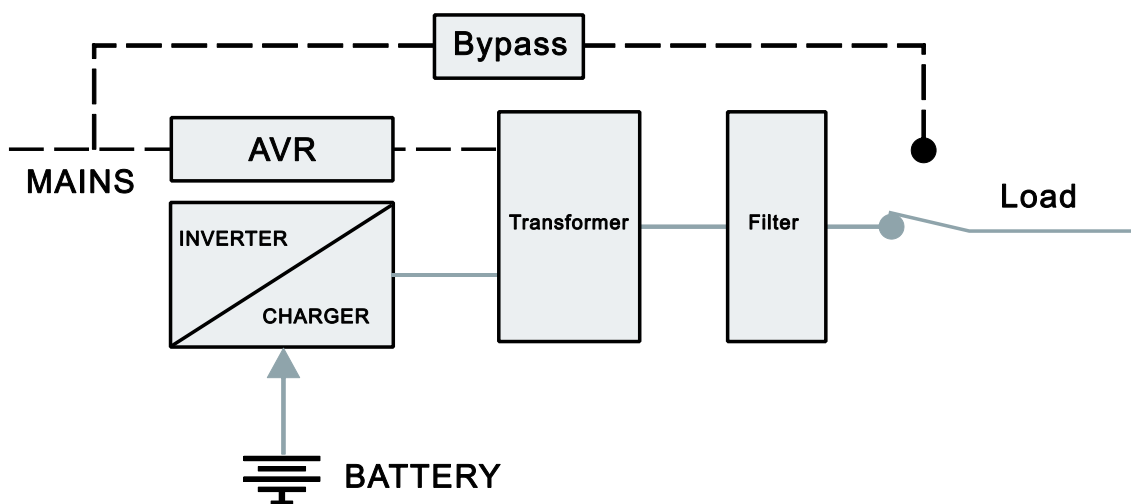 Bypass
AVR
MAINS
INVERTER
CHARGER
Transformer
Filter
Load
BATTERY